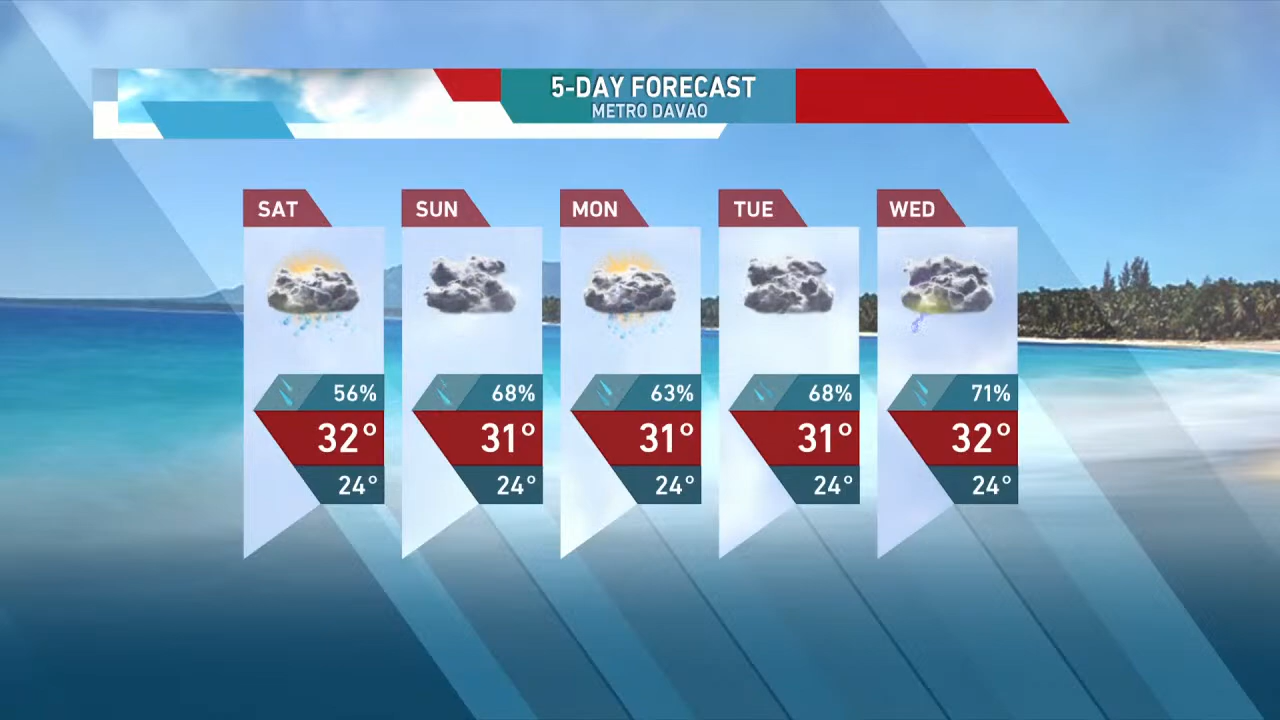 5-DAY FORECAST
METRO DAVAO
SAT
56%
32°
24°
SUN
68%
31°
24°
MON
63%
31°
24°
TUE
68%
31°
24°
WED
71%
32°
24°